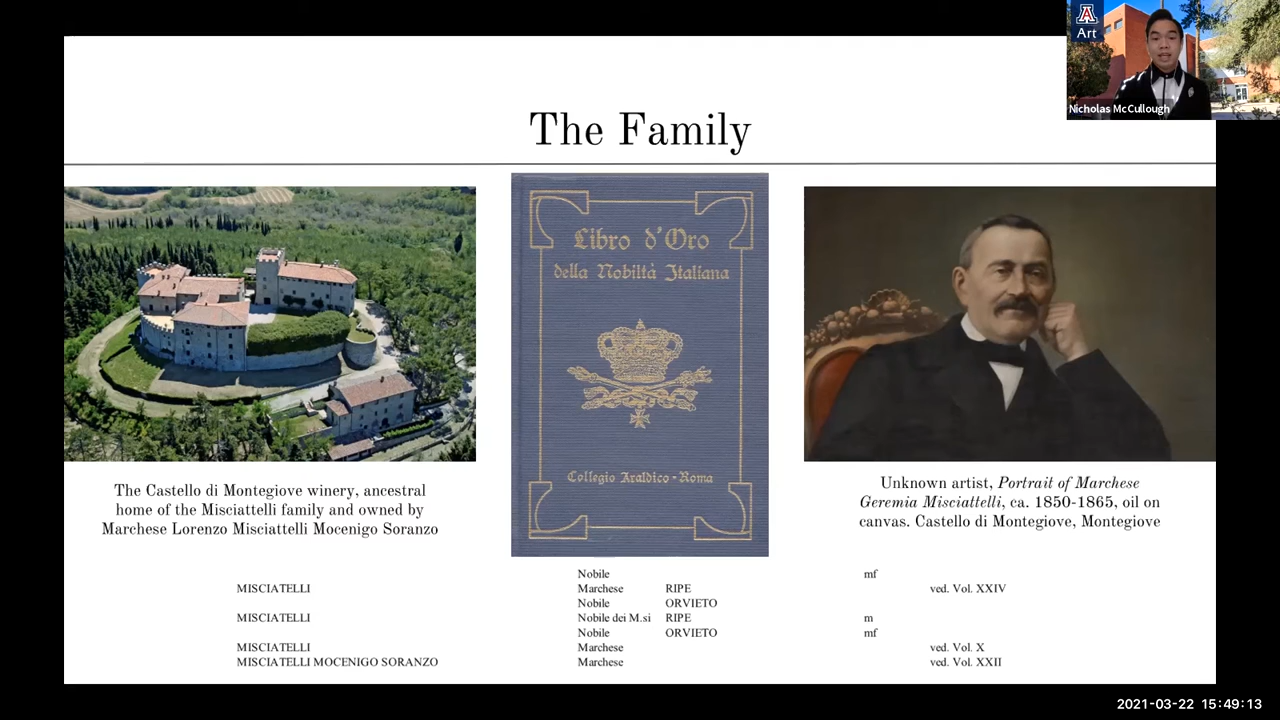 Art
Nicholas McCullough
The Family
Libro d'Oro
della Nobiltà Italiana
Collegio Araldico - Roma
The Castello di Montegiove winery, ancestral
home of the Misciattelli family and owned by
Marchese Lorenzo Misciattelli Mocenigo Soranzo
Unknown artist, Portrait of Marchese
Geremia Misciattelli, ca. 1850-1865, oil on
canvas. Castello di Montegiove, Montegiove
Nobile mf
MISCIATELLI Marchese RIPE ved. Vol. XXIV
Nobile ORVIETO
MISCIATELLI Nobile dei M.si RIPE m
Nobile ORVIETO mf
MISCIATELLI Marchese ved. Vol. X
MISCIATELLI MOCENIGO SORANZO Marchese ved. Vol. XXII
2021-03-22 15:49:13